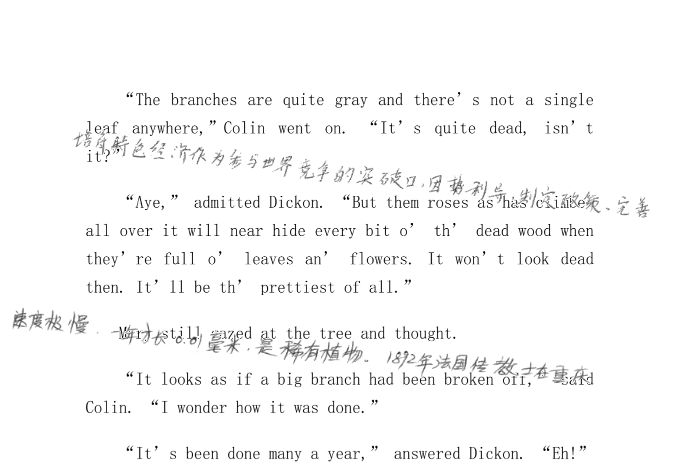 “The branches are quite gray and there’s not a single
leaf anywhere,” Colin went on. “It’s quite dead, isn’t
培育特色经济作为参与世界竞争的突破口,因势利导,制定政策、完善
it?”
“Aye,” admitted Dickon. “But them roses as has climbed
all over it will near hide every bit o’ th’ dead wood when
they’re full o’ leaves an’ flowers. It won’t look dead
then. It’ll be th’ prettiest of all.”
速度极慢.一年才长0.01毫米,是稀有植物。1892年法国传教士在重庆
Mary still gazed at the tree and thought.
“It looks as if a big branch had been broken off,” said
Colin. “I wonder how it was done.”
“It’s been done many a year,” answered Dickon. “Eh!”